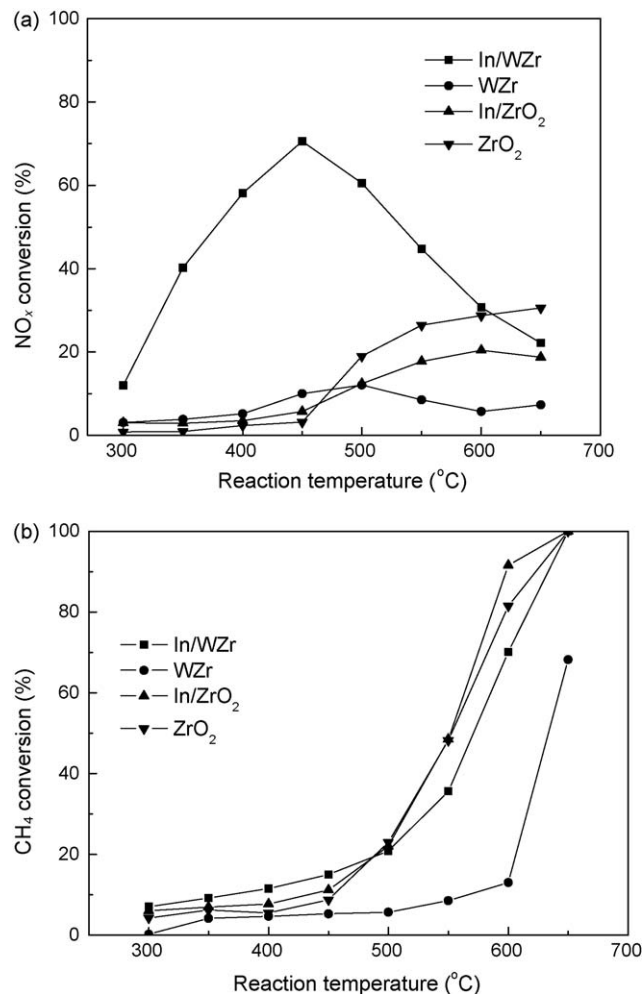 (a)
100
80
60
40
20
0
NOₓ conversion (%)
In/WZr
WZr
In/ZrO₂
ZrO₂
300 400 500 600 700
Reaction temperature (°C)
(b)
100
80
60
40
20
0
CH₄ conversion (%)
In/WZr
WZr
In/ZrO₂
ZrO₂
300 400 500 600 700
Reaction temperature (°C)